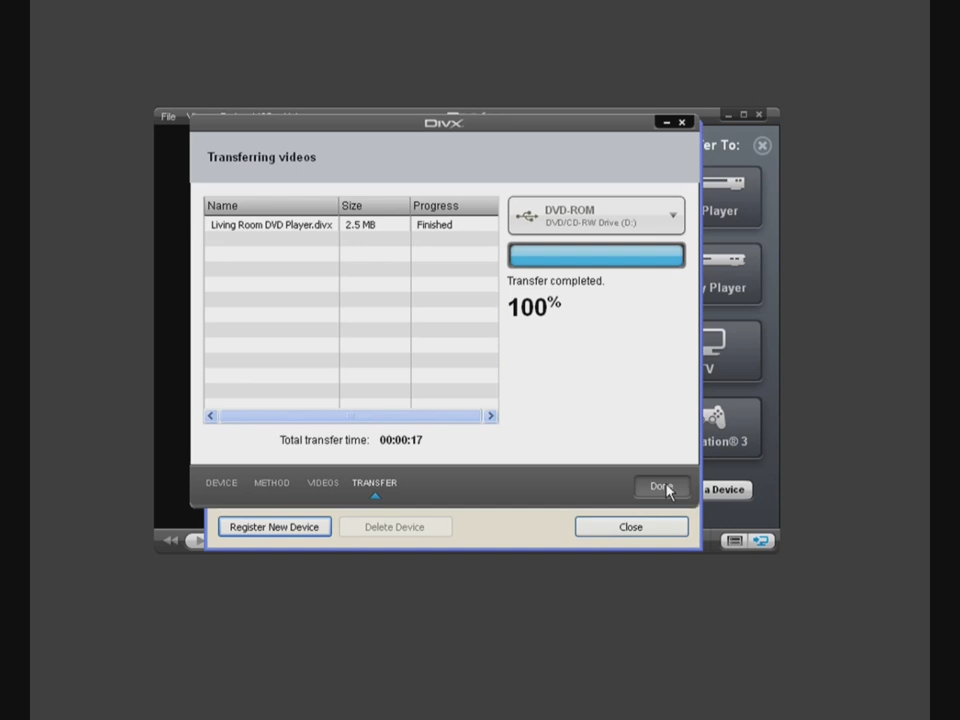 File
DIVX
er To:
Transferring videos
Name Size Progress
Living Room DVD Player.divx 2.5 MB Finished
DVD-ROM
DVD/CD-RW Drive (D:)
Transfer completed.
100%
Player
y Player
TV
ation® 3
a Device
Total transfer time: 00:00:17
DEVICE METHOD VIDEOS TRANSFER
Done
Register New Device Delete Device Close